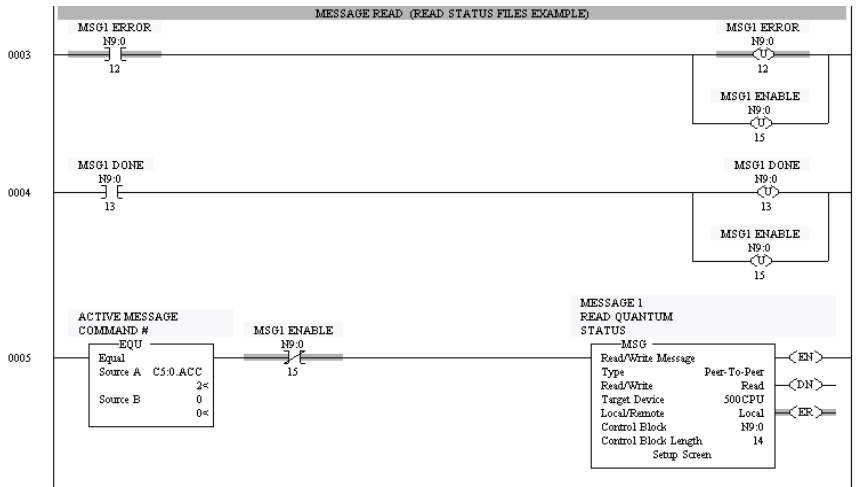 MESSAGE READ (READ STATUS FILES EXAMPLE)
MSG1 ERROR
N9:0
12
MSG1 ERROR
N9:0
U
12
0003
MSG1 ENABLE
N9:0
U
15
MSG1 DONE
N9:0
13
MSG1 DONE
N9:0
U
13
0004
MSG1 ENABLE
N9:0
U
15
ACTIVE MESSAGE
COMMAND #
EQU
Equal
Source A C5:0.ACC
2<
Source B 0
0<
MSG1 ENABLE
N9:0
15
0005
MESSAGE 1
READ QUANTUM
STATUS
MSG
Read/Write Message
Type Peer-To-Peer
Read/Write Read
Target Device 500CPU
Local/Remote Local
Control Block N9:0
Control Block Length 14
Setup Screen
EN
DN
ER